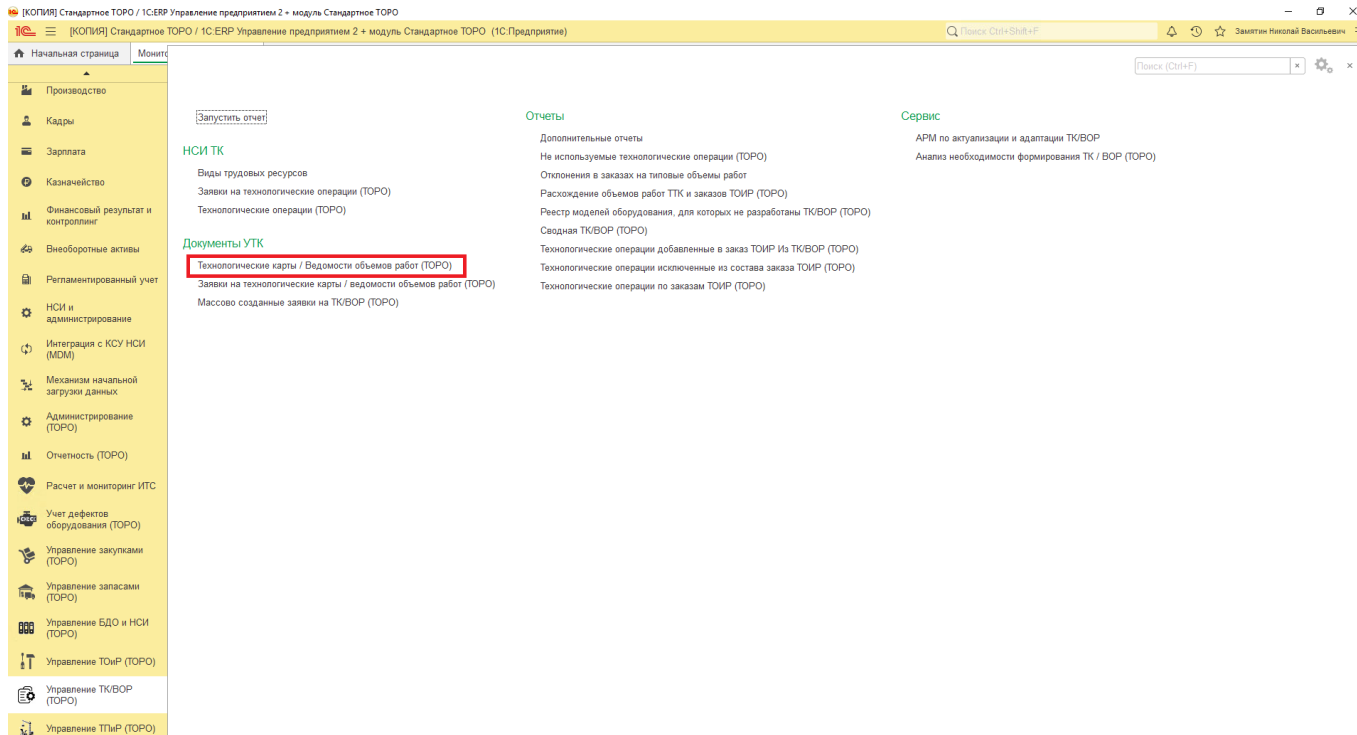 [КОПИЯ] Стандартное ТОРО / 1С:ERP Управление предприятием 2 + модуль Стандартное ТОРО
[КОПИЯ] Стандартное ТОРО / 1С:ERP Управление предприятием 2 + модуль Стандартное ТОРО (1С:Предприятие)
Поиск Ctrl+Shift+F
Замятин Николай Васильевич
Начальная страница
Монито
Поиск (Ctrl+F)
Производство
Кадры
Зарплата
Казначейство
Финансовый результат и
контроллинг
Внеоборотные активы
Регламентированный учет
НСИ и
администрирование
Интеграция с КСУ НСИ
(MDM)
Механизм начальной
загрузки данных
Администрирование
(ТОРО)
Отчетность (ТОРО)
Расчет и мониторинг ИТС
Учет дефектов
оборудования (ТОРО)
Управление закупками
(ТОРО)
Управление запасами
(ТОРО)
Управление БДО и НСИ
(ТОРО)
Управление ТОиР (ТОРО)
Управление ТК/ВОР
(ТОРО)
Управление ТПиР (ТОРО)
Запустить отчет
НСИ ТК
Виды трудовых ресурсов
Заявки на технологические операции (ТОРО)
Технологические операции (ТОРО)
Документы УТК
Технологические карты / Ведомости объемов работ (ТОРО)
Заявки на технологические карты / ведомости объемов работ (ТОРО)
Массово созданные заявки на ТК/ВОР (ТОРО)
Отчеты
Дополнительные отчеты
Не используемые технологические операции (ТОРО)
Отклонения в заказах на типовые объемы работ
Расхождение объемов работ ТТК и заказов ТОИР (ТОРО)
Реестр моделей оборудования, для которых не разработаны ТК/ВОР (ТОРО)
Сводная ТК/ВОР (ТОРО)
Технологические операции добавленные в заказ ТОИР Из ТК/ВОР (ТОРО)
Технологические операции исключенные из состава заказа ТОИР (ТОРО)
Технологические операции по заказам ТОИР (ТОРО)
Сервис
АРМ по актуализации и адаптации ТК/ВОР
Анализ необходимости формирования ТК / ВОР (ТОРО)